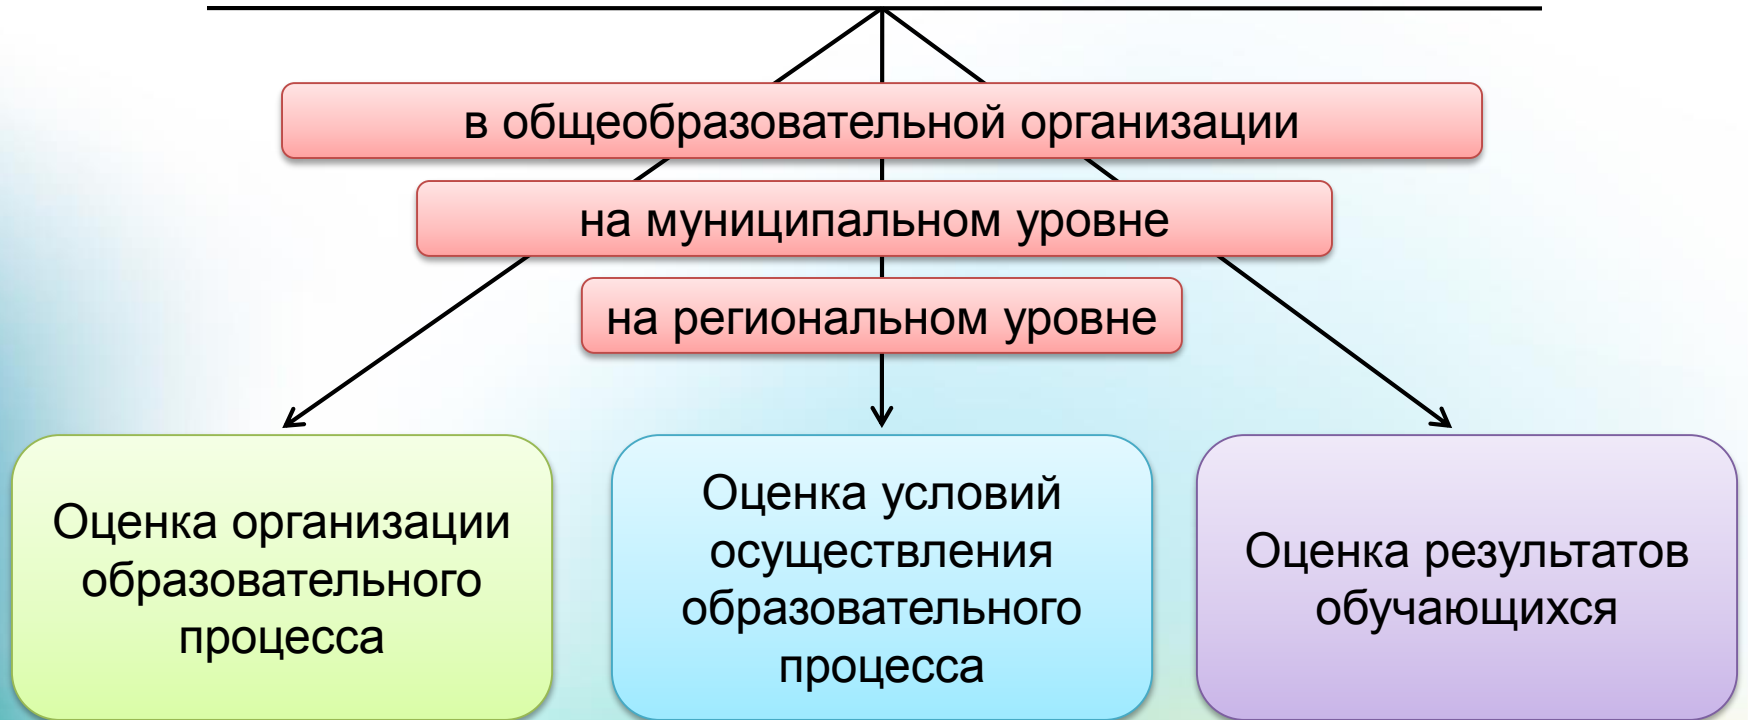 в общеобразовательной организации
на муниципальном уровне
на региональном уровне
Оценка организации
образовательного
процесса
Оценка условий
осуществления
образовательного
процесса
Оценка результатов
обучающихся